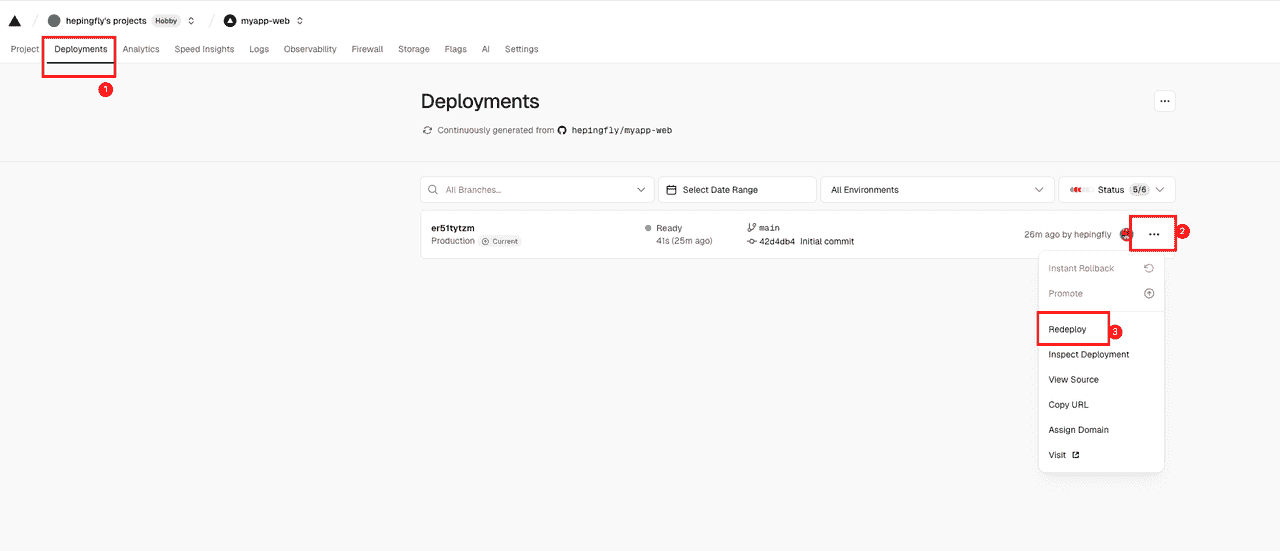 hepingfly's projects Hobby myapp-web
Project Deployments Analytics Speed Insights Logs Observability Firewall Storage Flags AI Settings
1
Deployments
Continuously generated from hepingfly/myapp-web
All Branches... Select Date Range All Environments Status 5/6
er51tytzm Ready main
26m ago by hepingfly 2
Production Current 41s (25m ago) 42d4db4 Initial commit
Instant Rollback
Promote
Redeploy 3
Inspect Deployment
View Source
Copy URL
Assign Domain
Visit